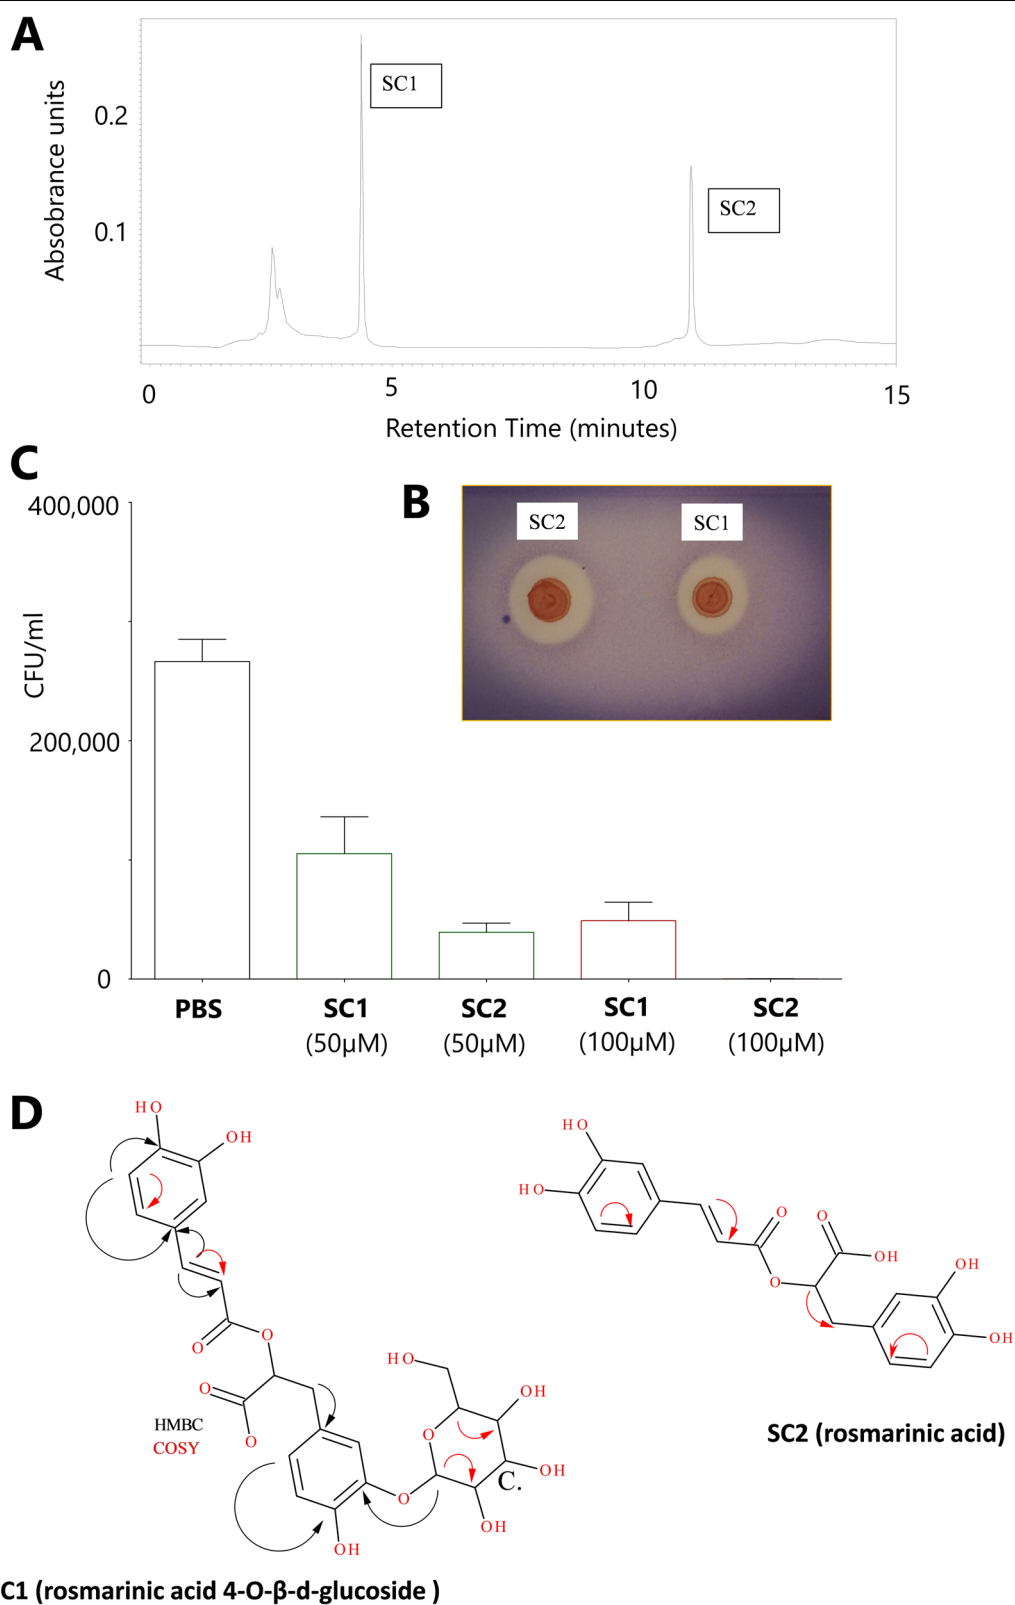 A
SC1
SC2
0.2
0.1
Absobrance units
0
5
10
15
Retention Time (minutes)
C
B
SC2
SC1
400,000
200,000
0
CFU/ml
PBS
SC1
(50µM)
SC2
(50µM)
SC1
(100µM)
SC2
(100µM)
D
HO
OH
O
O
O
O
HMBC
COSY
HO
O
OH
OH
C.
OH
O
OH
HO
HO
O
O
O
OH
OH
OH
SC2 (rosmarinic acid)
C1 (rosmarinic acid 4-O-β-d-glucoside )